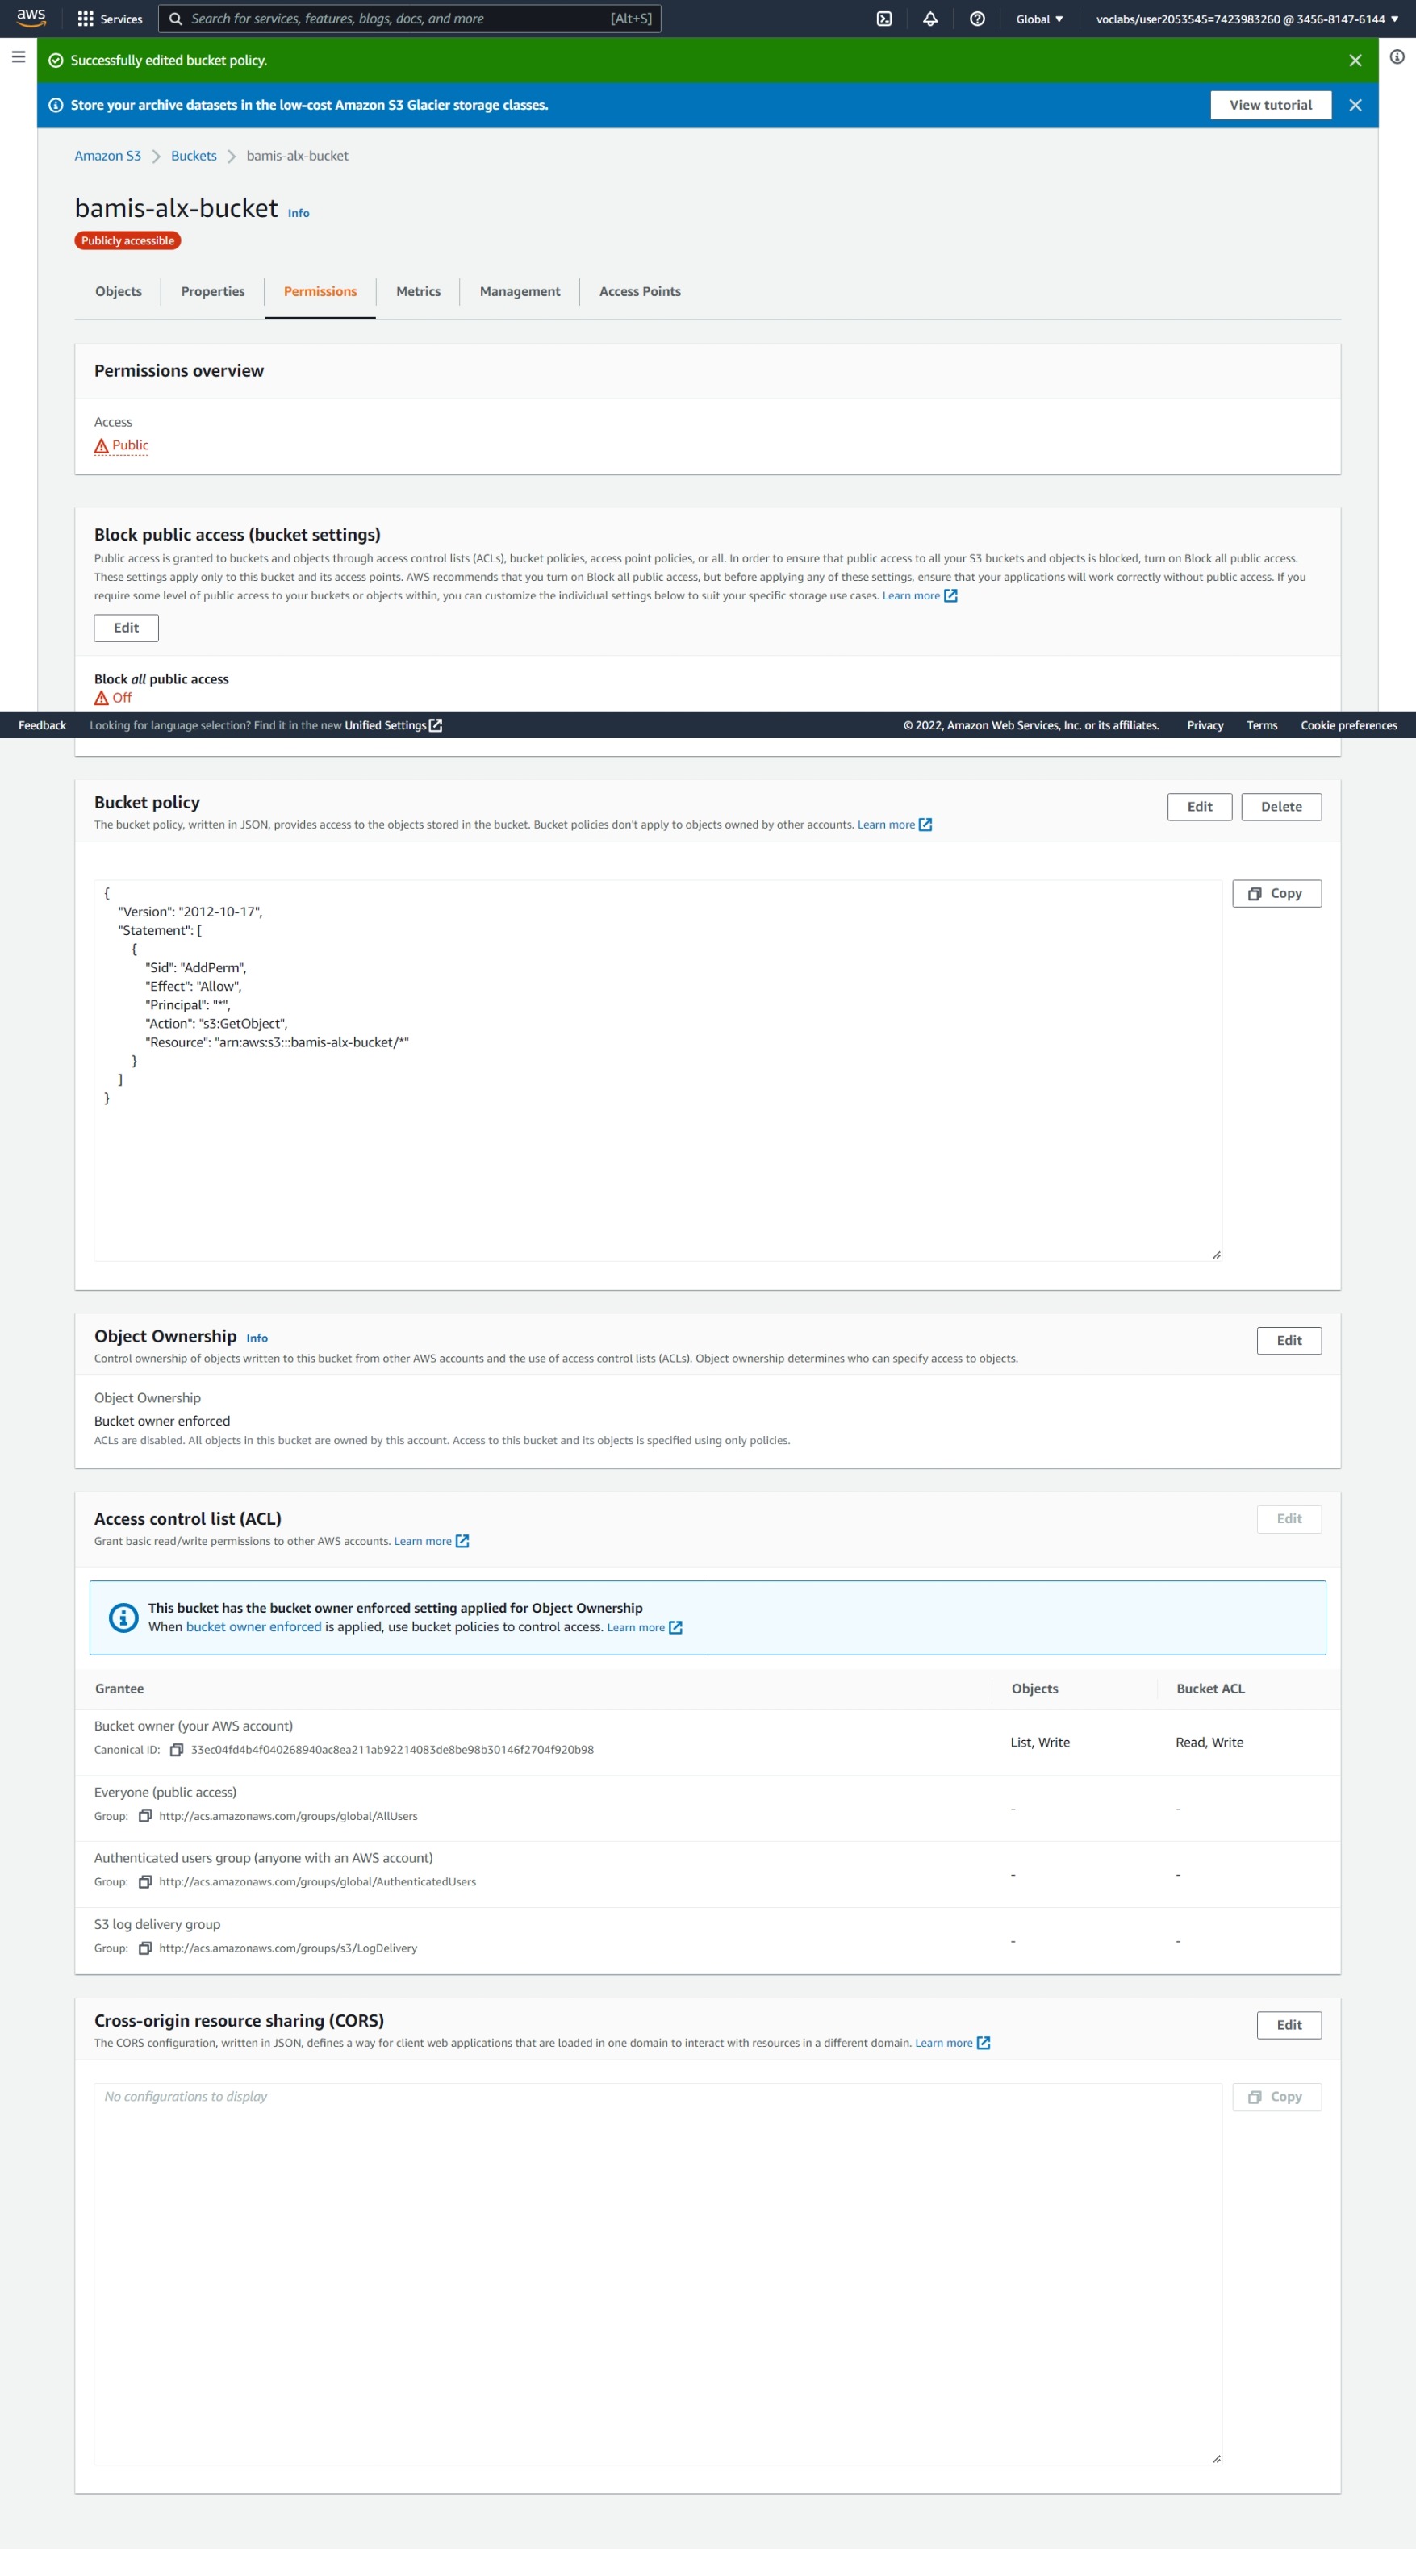 aws
Services
Search for services, features, blogs, docs, and more
[Alt+S]
Global
voclabs/user2053545=7423983260 @ 3456-8147-6144
Successfully edited bucket policy.
Store your archive datasets in the low-cost Amazon S3 Glacier storage classes.
View tutorial
Amazon S3 > Buckets > bamis-alx-bucket
bamis-alx-bucket Info
Publicly accessible
Objects
Properties
Permissions
Metrics
Management
Access Points
Permissions overview
Access
Public
Block public access (bucket settings)
Public access is granted to buckets and objects through access control lists (ACLs), bucket policies, access point policies, or all. In order to ensure that public access to all your S3 buckets and objects is blocked, turn on Block all public access.
These settings apply only to this bucket and its access points. AWS recommends that you turn on Block all public access, but before applying any of these settings, ensure that your applications will work correctly without public access. If you
require some level of public access to your buckets or objects within, you can customize the individual settings below to suit your specific storage use cases. Learn more
Edit
Block all public access
Off
Feedback
Looking for language selection? Find it in the new Unified Settings
© 2022, Amazon Web Services, Inc. or its affiliates.
Privacy
Terms
Cookie preferences
Bucket policy
Edit
Delete
The bucket policy, written in JSON, provides access to the objects stored in the bucket. Bucket policies don't apply to objects owned by other accounts. Learn more
Copy
{
"Version": "2012-10-17",
"Statement": [
{
"Sid": "AddPerm",
"Effect": "Allow",
"Principal": "*",
"Action": "s3:GetObject",
"Resource": "arn:aws:s3:::bamis-alx-bucket/*"
}
]
}
Object Ownership Info
Edit
Control ownership of objects written to this bucket from other AWS accounts and the use of access control lists (ACLs). Object ownership determines who can specify access to objects.
Object Ownership
Bucket owner enforced
ACLs are disabled. All objects in this bucket are owned by this account. Access to this bucket and its objects is specified using only policies.
Access control list (ACL)
Edit
Grant basic read/write permissions to other AWS accounts. Learn more
This bucket has the bucket owner enforced setting applied for Object Ownership
When bucket owner enforced is applied, use bucket policies to control access. Learn more
Grantee
Objects
Bucket ACL
Bucket owner (your AWS account)
Canonical ID: 33ec04fd4b4f040268940ac8ea211ab92214083de8be98b30146f2704f920b98
List, Write
Read, Write
Everyone (public access)
Group: http://acs.amazonaws.com/groups/global/AllUsers
-
-
Authenticated users group (anyone with an AWS account)
Group: http://acs.amazonaws.com/groups/global/AuthenticatedUsers
-
-
S3 log delivery group
Group: http://acs.amazonaws.com/groups/s3/LogDelivery
-
-
Cross-origin resource sharing (CORS)
Edit
The CORS configuration, written in JSON, defines a way for client web applications that are loaded in one domain to interact with resources in a different domain. Learn more
No configurations to display
Copy